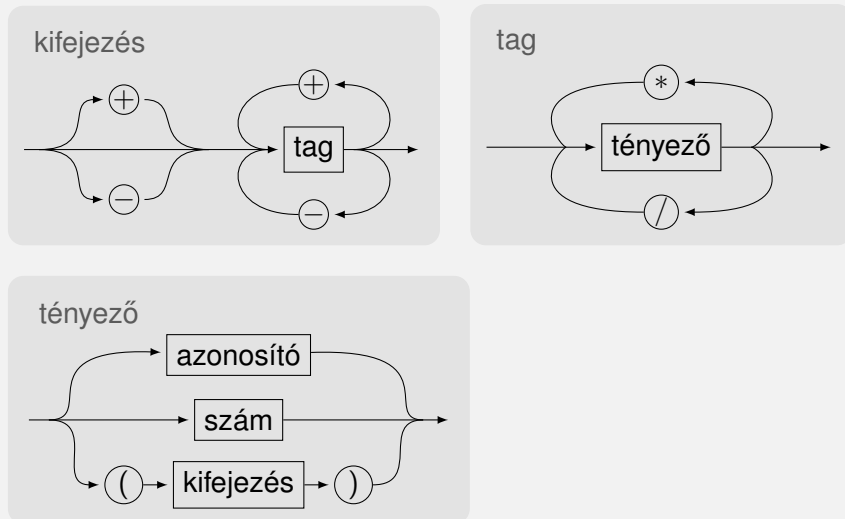 kifejezés
+
+
tag
−
−
tag
*
tényező
/
tényező
azonosító
szám
( kifejezés )